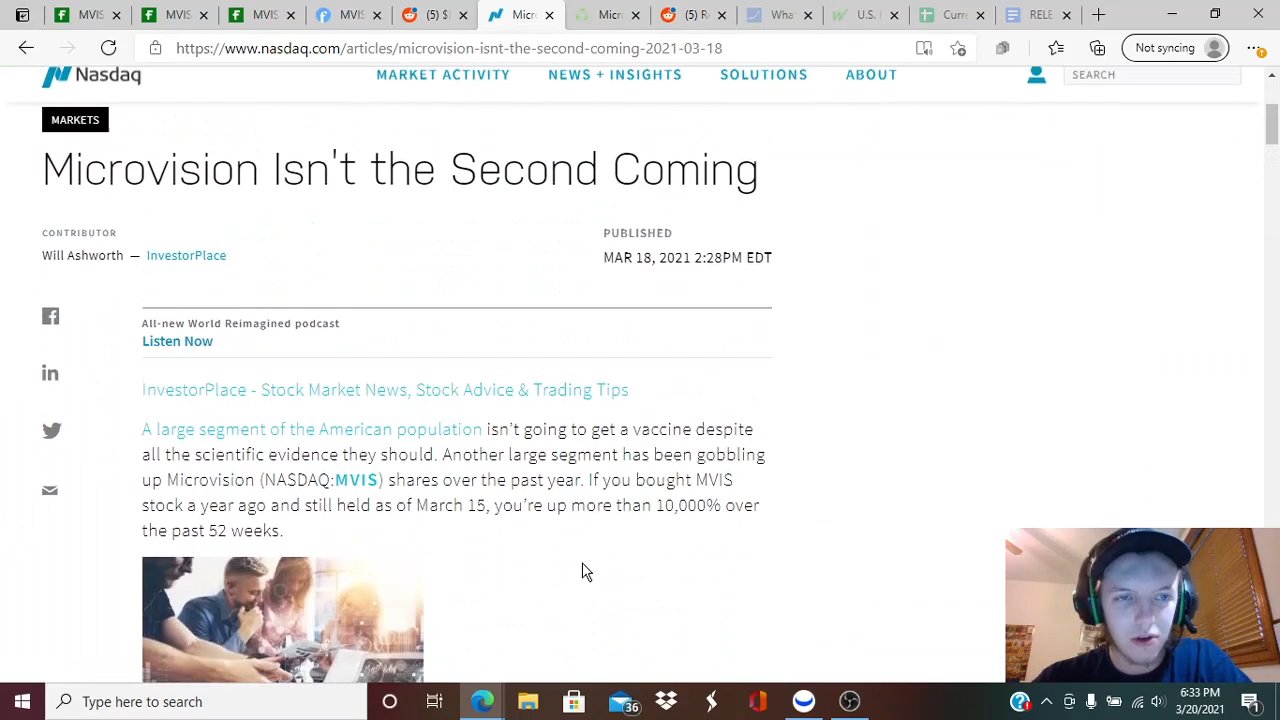 MVIS
MVIS
MVIS
(5) $I
Micr
Micr
(5) R
Wha
U.S.
Curr
RELE
https://www.nasdaq.com/articles/microvision-isnt-the-second-coming-2021-03-18
Not syncing
Nasdaq
MARKET ACTIVITY
NEWS + INSIGHTS
SOLUTIONS
ABOUT
SEARCH
MARKETS
Microvision Isn't the Second Coming
CONTRIBUTOR
Will Ashworth — InvestorPlace
PUBLISHED
MAR 18, 2021 2:28PM EDT
All-new World Reimagined podcast
Listen Now
InvestorPlace - Stock Market News, Stock Advice & Trading Tips
A large segment of the American population isn’t going to get a vaccine despite
all the scientific evidence they should. Another large segment has been gobbling
up Microvision (NASDAQ:MVIS) shares over the past year. If you bought MVIS
stock a year ago and still held as of March 15, you’re up more than 10,000% over
the past 52 weeks.
Type here to search
36
6:33 PM
3/20/2021
1